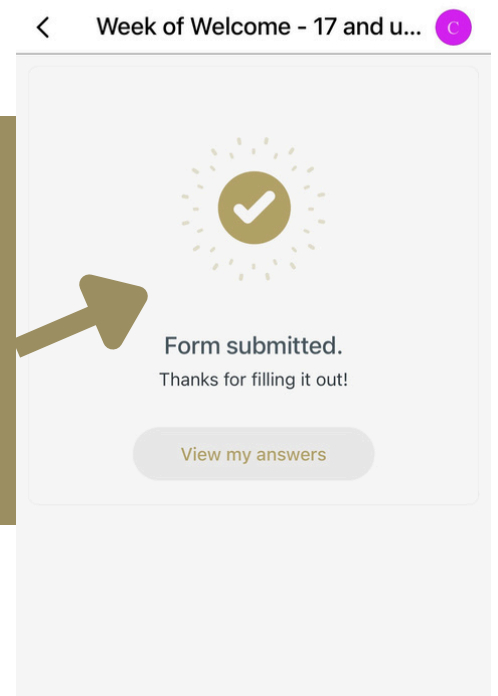 Week of Welcome - 17 and u...
C
Form submitted.
Thanks for filling it out!
View my answers